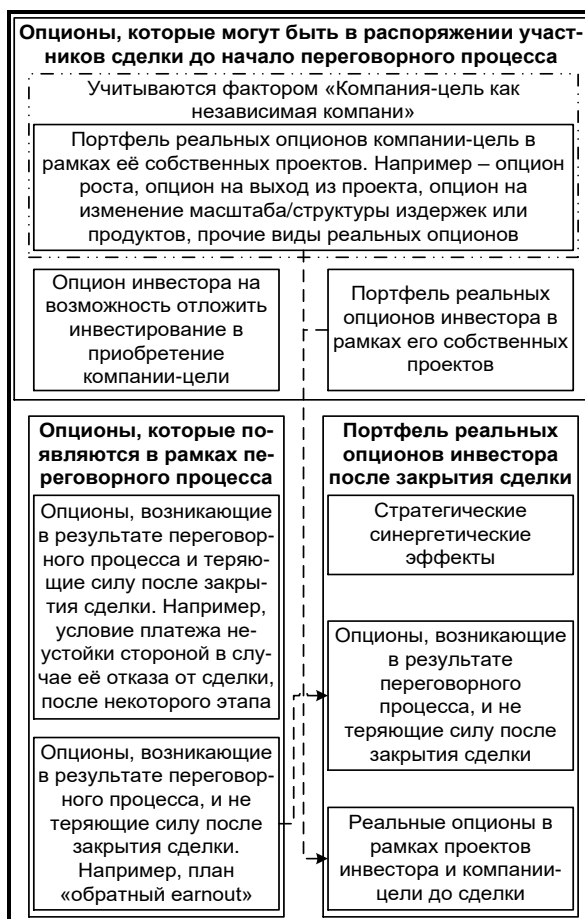 Опционы, которые могут быть в распоряжении участ-
ников сделки до начало переговорного процесса
Учитываются фактором «Компания-цель как
независимая компани»
Портфель реальных опционов компании-цель в
рамках её собственных проектов. Например – опцион
роста, опцион на выход из проекта, опцион на
изменение масштаба/структуры издержек или
продуктов, прочие виды реальных опционов
Опцион инвестора на
возможность отложить
инвестирование в
приобретение
компании-цели
Портфель реальных
опционов инвестора в
рамках его собственных
проектов
Опционы, которые по-
являются в рамках пе-
реговорного процесса
Опционы, возникающие
в результате переговор-
ного процесса и теряю-
щие силу после закры-
тия сделки. Например,
условие платежа не-
устойки стороной в слу-
чае её отказа от сделки,
после некоторого этапа
Опционы, возникающие
в результате переговор-
ного процесса, и не
теряющие силу после
закрытия сделки.
Например, план
«обратный earnout»
Портфель реальных
опционов инвестора
после закрытия сделки
Стратегические
синергетические
эффекты
Опционы, возникающие
в результате
переговорного
процесса, и не
теряющие силу после
закрытия сделки
Реальные опционы в
рамках проектов
инвестора и компании-
цели до сделки